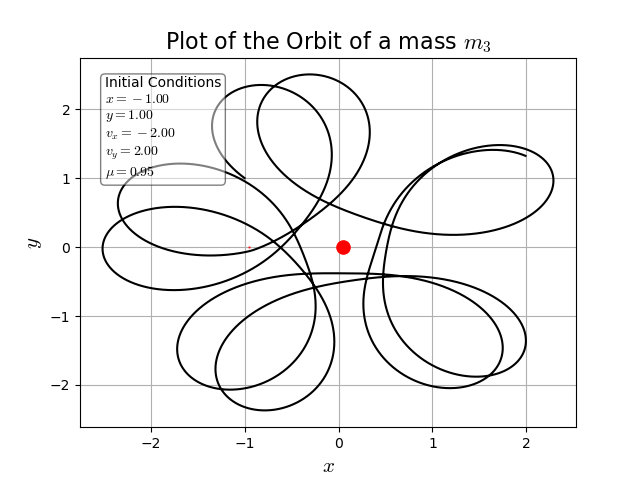 Plot of the Orbit of a mass m₃
Initial Conditions
x = −1.00
y = 1.00
vₓ = −2.00
v_y = 2.00
μ = 0.95
y
2
1
0
−1
−2
−2
−1
0
1
2
x